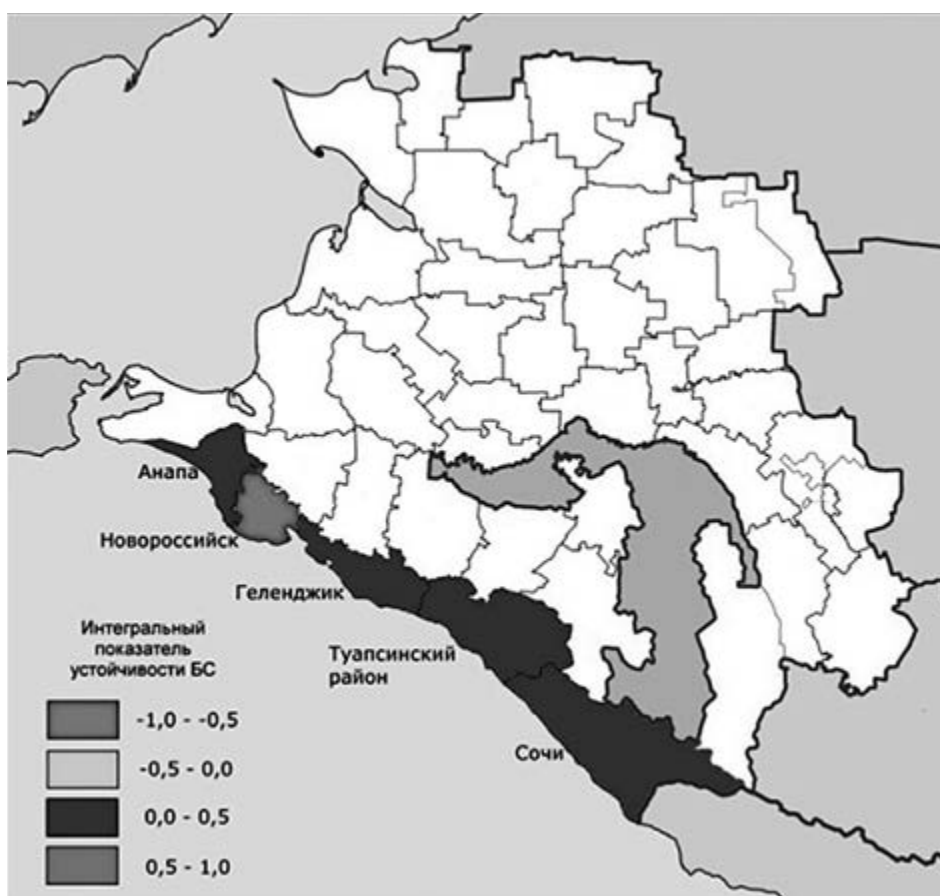 Анапа
Новороссийск
Геленджик
Туапсинский
район
Сочи
Интегральный
показатель
устойчивости БС
-1,0 - -0,5
-0,5 - 0,0
0,0 - 0,5
0,5 - 1,0